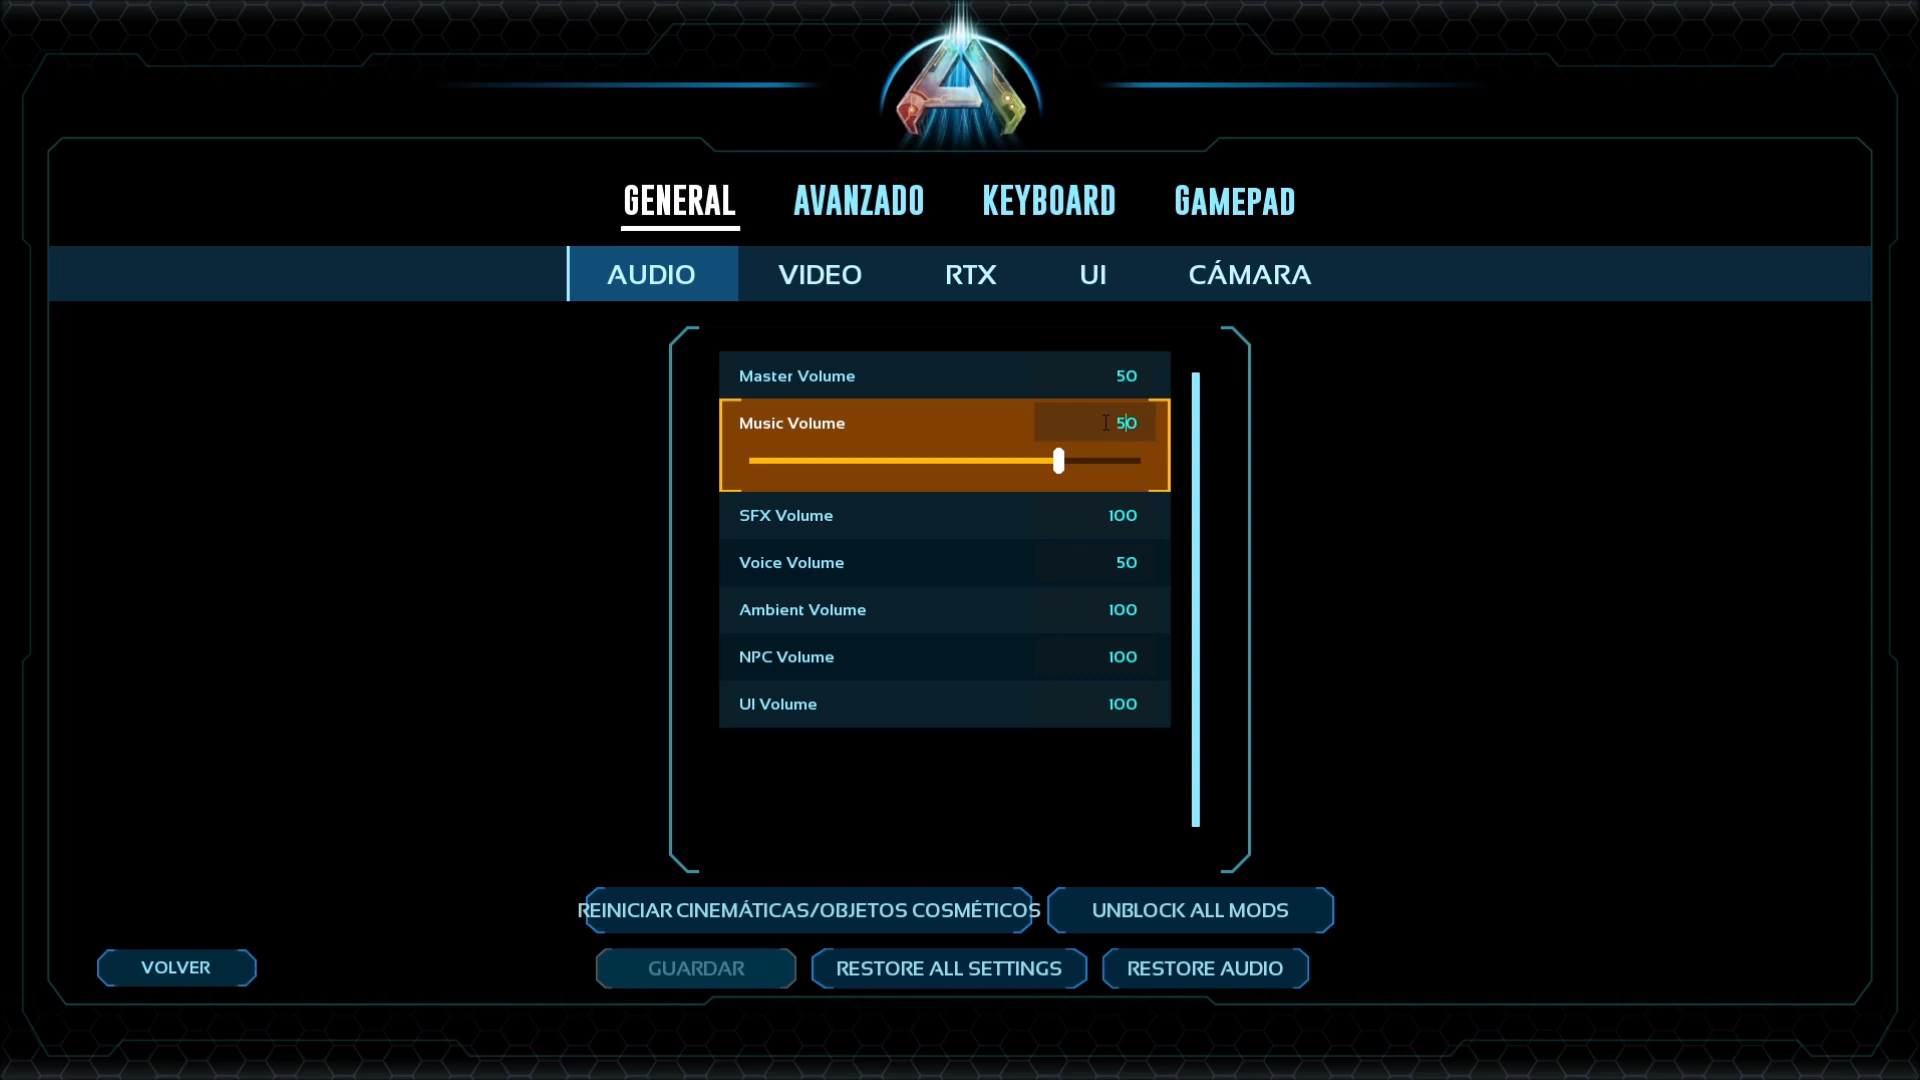 GENERAL AVANZADO KEYBOARD GAMEPAD
AUDIO VIDEO RTX UI CÁMARA
Master Volume 50
Music Volume 50
SFX Volume 100
Voice Volume 50
Ambient Volume 100
NPC Volume 100
UI Volume 100
REINICIAR CINEMÁTICAS/OBJETOS COSMÉTICOS UNBLOCK ALL MODS
VOLVER GUARDAR RESTORE ALL SETTINGS RESTORE AUDIO